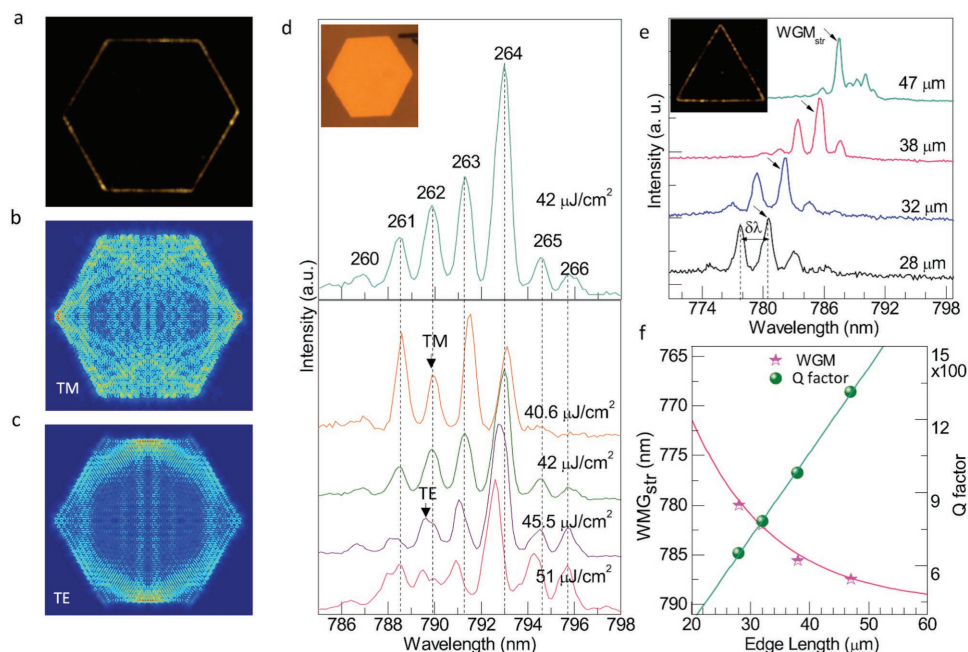 a
b
TM
c
TE
d
264
263
262
261
260
265
266
42 μJ/cm²
TM
40.6 μJ/cm²
42 μJ/cm²
TE
45.5 μJ/cm²
51 μJ/cm²
Intensity (a.u.)
786 788 790 792 794 796 798
Wavelength (nm)
e
WGMstr
47 μm
38 μm
32 μm
δλ
28 μm
Intensity (a. u.)
774 780 786 792 798
Wavelength (nm)
f
WGM
Q factor
765
770
775
780
785
790
WMGstr (nm)
15
x100
12
9
6
Q factor
20 30 40 50 60
Edge Length (μm)